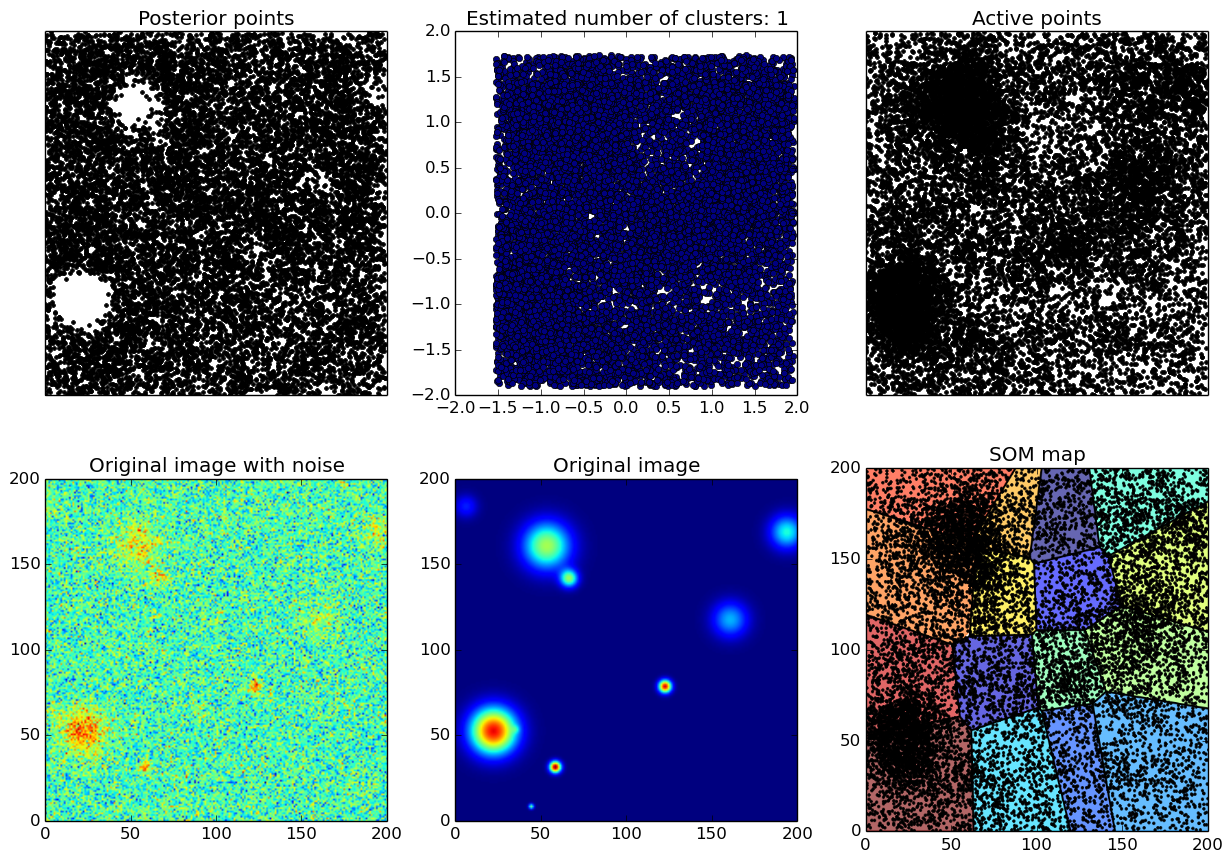 Posterior points
Estimated number of clusters: 1
Active points
2.0
1.5
1.0
0.5
0.0
−0.5
−1.0
−1.5
−2.0
−2.0 −1.5 −1.0 −0.5 0.0 0.5 1.0 1.5 2.0
Original image with noise
Original image
SOM map
200
150
100
50
0
0 50 100 150 200
200
150
100
50
0
0 50 100 150 200
200
150
100
50
0
0 50 100 150 200